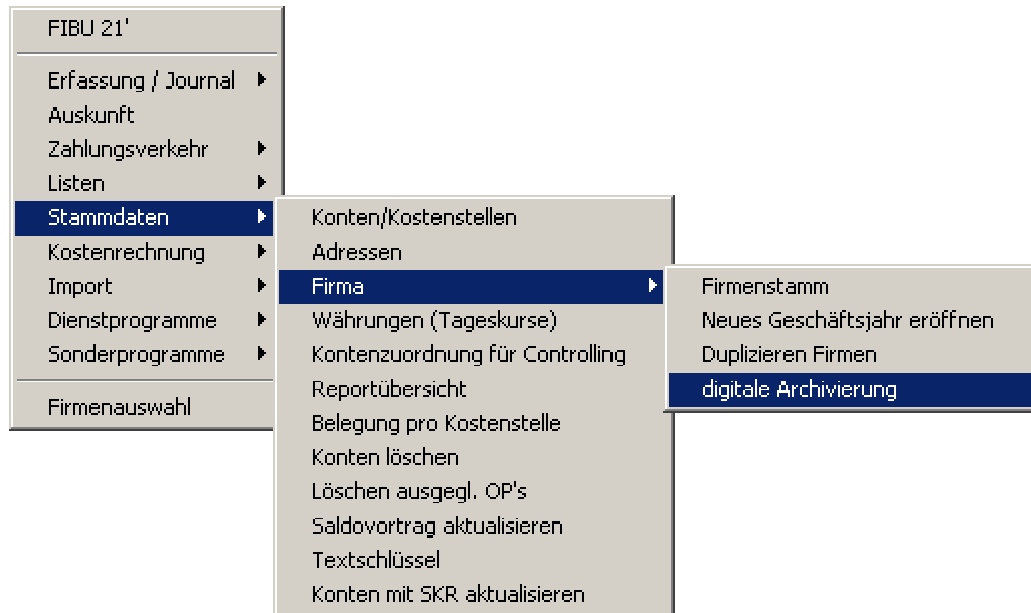 FIBU 21'
Erfassung / Journal
Auskunft
Zahlungsverkehr
Listen
Stammdaten
Kostenrechnung
Import
Dienstprogramme
Sonderprogramme
Firmenauswahl
Konten/Kostenstellen
Adressen
Firma
Währungen (Tageskurse)
Kontenzuordnung für Controlling
Reportübersicht
Belegung pro Kostenstelle
Konten löschen
Löschen ausgegl. OP's
Saldovortrag aktualisieren
Textschlüssel
Konten mit SKR aktualisieren
Firmenstamm
Neues Geschäftsjahr eröffnen
Duplizieren Firmen
digitale Archivierung